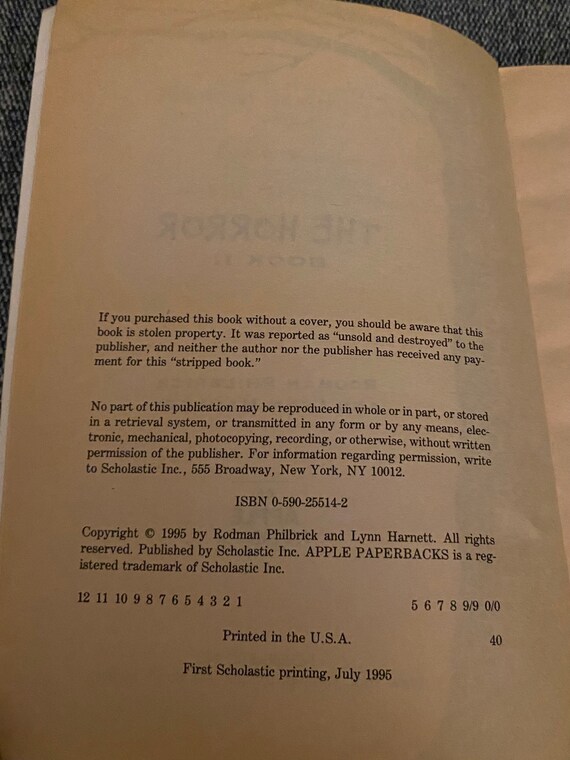 THE HORROR
BOOK I:
If you purchased this book without a cover, you should be aware that this
book is stolen property. It was reported as “unsold and destroyed” to the
publisher, and neither the author nor the publisher has received any pay-
ment for this “stripped book.”
No part of this publication may be reproduced in whole or in part, or stored
in a retrieval system, or transmitted in any form or by any means, elec-
tronic, mechanical, photocopying, recording, or otherwise, without written
permission of the publisher. For information regarding permission, write
to Scholastic Inc., 555 Broadway, New York, NY 10012.
ISBN 0-590-25514-2
Copyright © 1995 by Rodman Philbrick and Lynn Harnett. All rights
reserved. Published by Scholastic Inc. APPLE PAPERBACKS is a reg-
istered trademark of Scholastic Inc.
12 11 10 9 8 7 6 5 4 3 2 1 5 6 7 8 9/9 0/0
Printed in the U.S.A. 40
First Scholastic printing, July 1995